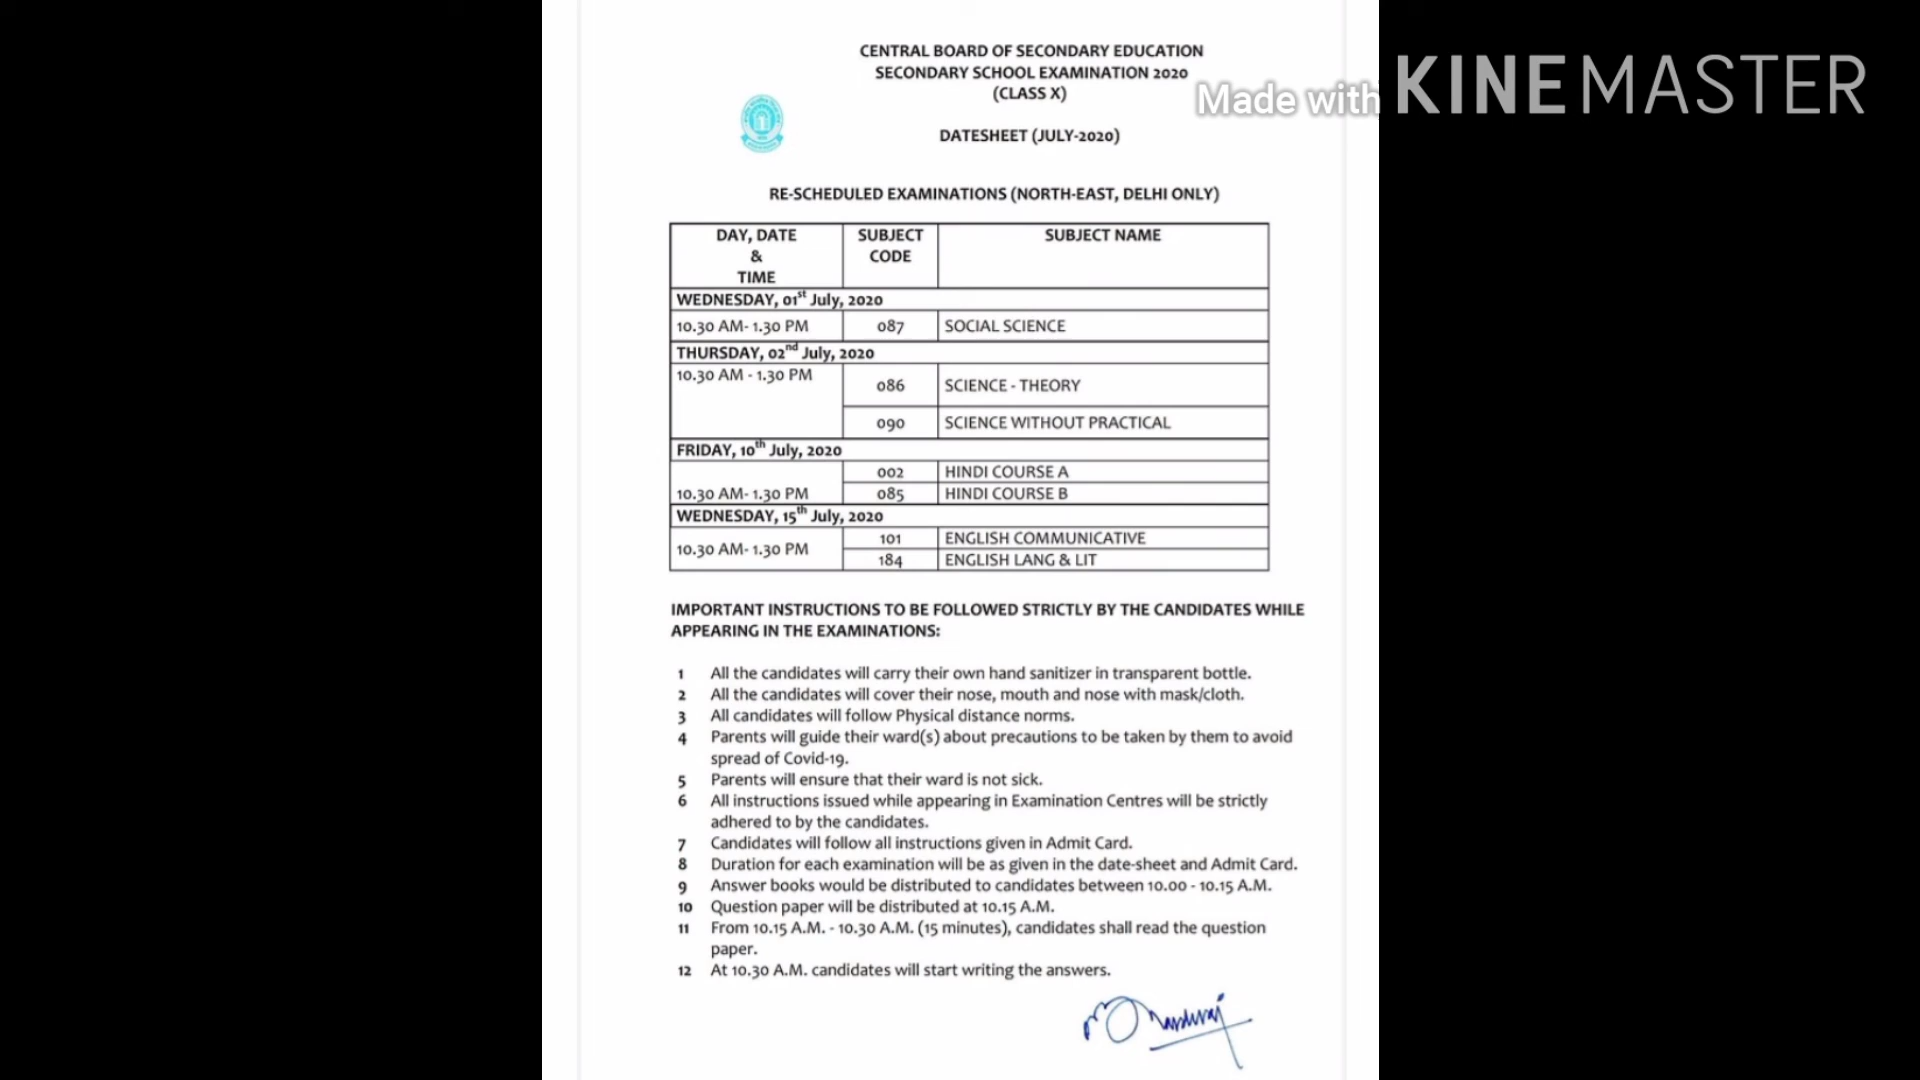 CENTRAL BOARD OF SECONDARY EDUCATION
SECONDARY SCHOOL EXAMINATION 2020
(CLASS X)
Made with KINEMASTER
DATESHEET (JULY-2020)
RE-SCHEDULED EXAMINATIONS (NORTH-EAST, DELHI ONLY)
DAY, DATE & TIME SUBJECT CODE SUBJECT NAME
WEDNESDAY, 01st July, 2020
10.30 AM- 1.30 PM 087 SOCIAL SCIENCE
THURSDAY, 02nd July, 2020
10.30 AM - 1.30 PM 086 SCIENCE - THEORY
090 SCIENCE WITHOUT PRACTICAL
FRIDAY, 10th July, 2020
002 HINDI COURSE A
10.30 AM- 1.30 PM 085 HINDI COURSE B
WEDNESDAY, 15th July, 2020
10.30 AM- 1.30 PM 101 ENGLISH COMMUNICATIVE
184 ENGLISH LANG & LIT
IMPORTANT INSTRUCTIONS TO BE FOLLOWED STRICTLY BY THE CANDIDATES WHILE
APPEARING IN THE EXAMINATIONS:
1 All the candidates will carry their own hand sanitizer in transparent bottle.
2 All the candidates will cover their nose, mouth and nose with mask/cloth.
3 All candidates will follow Physical distance norms.
4 Parents will guide their ward(s) about precautions to be taken by them to avoid
spread of Covid-19.
5 Parents will ensure that their ward is not sick.
6 All instructions issued while appearing in Examination Centres will be strictly
adhered to by the candidates.
7 Candidates will follow all instructions given in Admit Card.
8 Duration for each examination will be as given in the date-sheet and Admit Card.
9 Answer books would be distributed to candidates between 10.00 - 10.15 A.M.
10 Question paper will be distributed at 10.15 A.M.
11 From 10.15 A.M. - 10.30 A.M. (15 minutes), candidates shall read the question
paper.
12 At 10.30 A.M. candidates will start writing the answers.